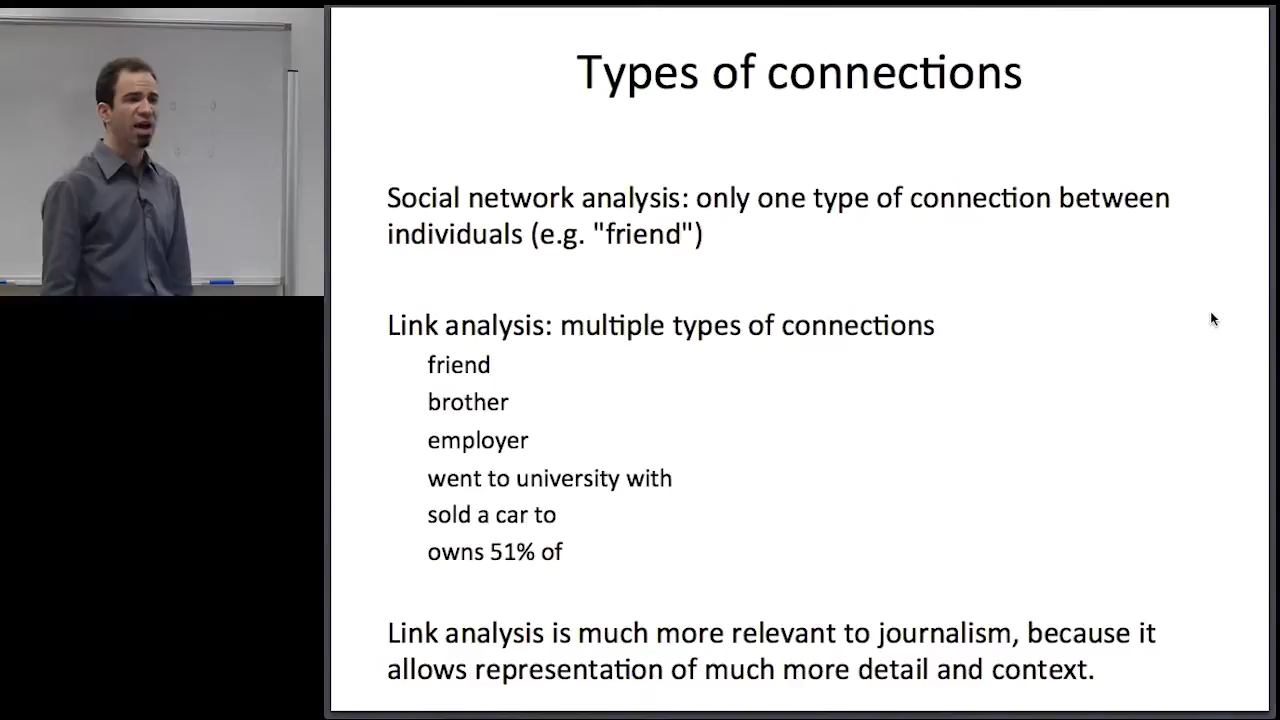 Types of connections
Social network analysis: only one type of connection between
individuals (e.g. "friend")
Link analysis: multiple types of connections
friend
brother
employer
went to university with
sold a car to
owns 51% of
Link analysis is much more relevant to journalism, because it
allows representation of much more detail and context.